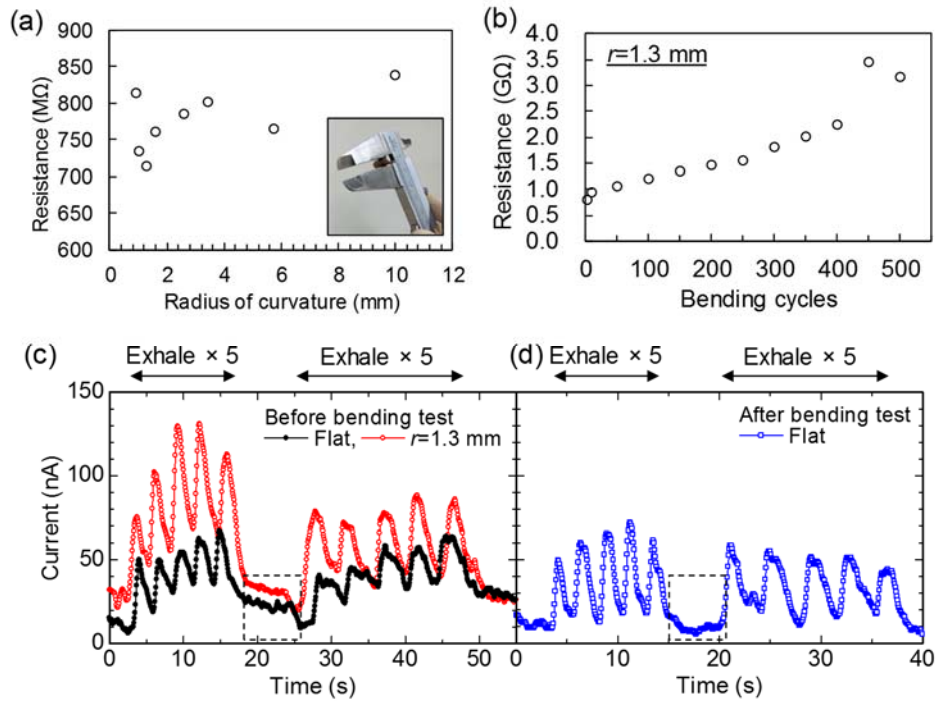 (a)
900
850
800
750
700
650
600
Resistance (MΩ)
0 2 4 6 8 10 12
Radius of curvature (mm)
(b)
r=1.3 mm
4.0
3.5
3.0
2.5
2.0
1.5
1.0
0.5
0.0
Resistance (GΩ)
0 100 200 300 400 500
Bending cycles
(c)
Exhale × 5
Exhale × 5
150
100
50
0
Current (nA)
Before bending test
Flat, r=1.3 mm
0 10 20 30 40 50
Time (s)
(d)
Exhale × 5
Exhale × 5
After bending test
Flat
0 10 20 30 40
Time (s)